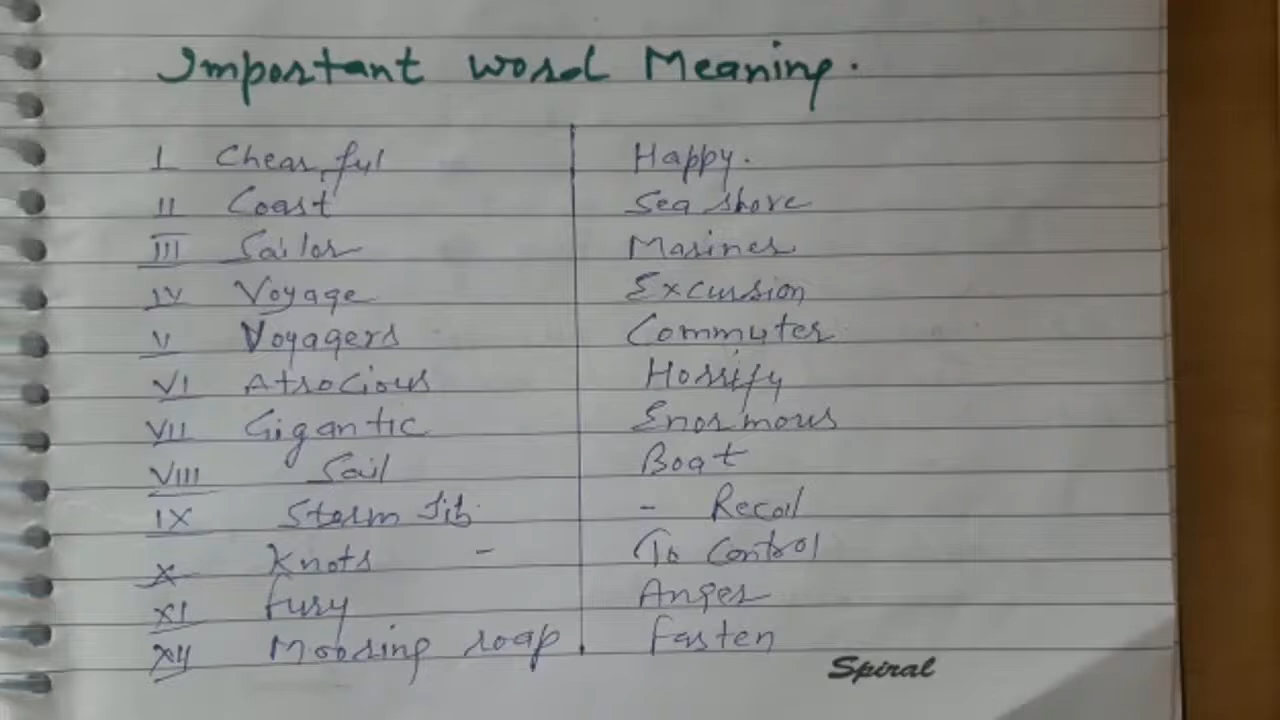 Important word Meaning.
I Chearful Happy.
II Coast Sea shore
III Sailor Mariner
IV Voyage Excursion
V Voyagers Commuter
VI Atrocious Horrify
VII Gigantic Enormous
VIII Sail Boat
IX Storm Jib - Recoil
X Knots - To Control
XI Fury Anger
XII Mooring roap Fasten
Spiral